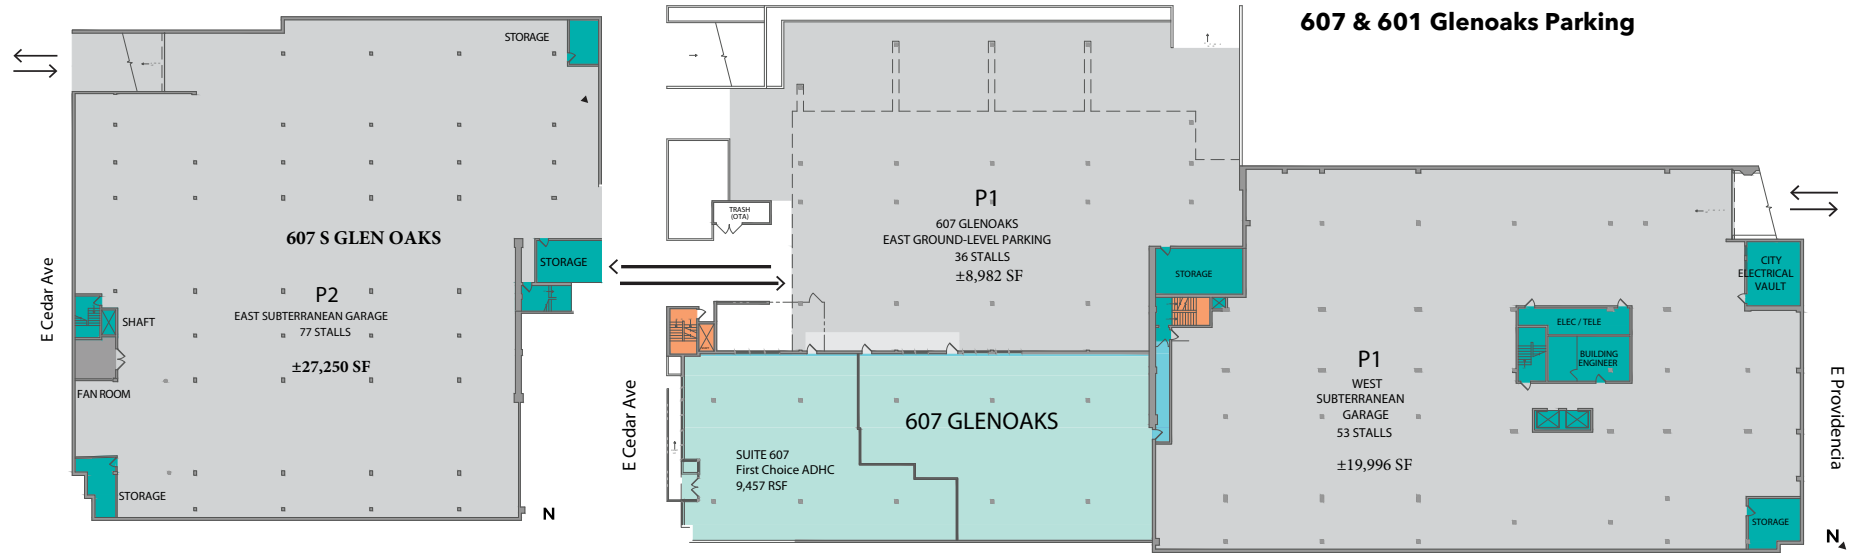 607 & 601 Glenoaks Parking
STORAGE
607 S GLEN OAKS
STORAGE
E Cedar Ave
P2
EAST SUBTERRANEAN GARAGE
77 STALLS
±27,250 SF
SHAFT
FAN ROOM
STORAGE
N
TRASH
(OTA)
P1
607 GLENOAKS
EAST GROUND-LEVEL PARKING
36 STALLS
±8,982 SF
STORAGE
E Cedar Ave
607 GLENOAKS
SUITE 607
First Choice ADHC
9,457 RSF
P1
WEST
SUBTERRANEAN
GARAGE
53 STALLS
±19,996 SF
ELEC / TELE
BUILDING
ENGINEER
CITY
ELECTRICAL
VAULT
STORAGE
E Providencia
N